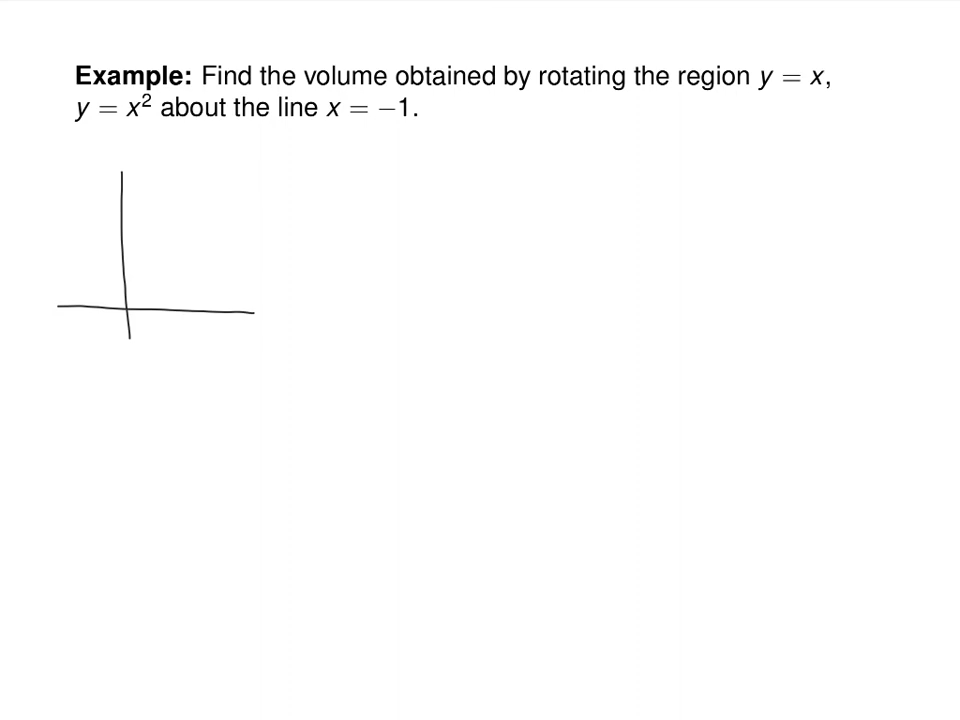 Example: Find the volume obtained by rotating the region y = x,
y = x² about the line x = −1.